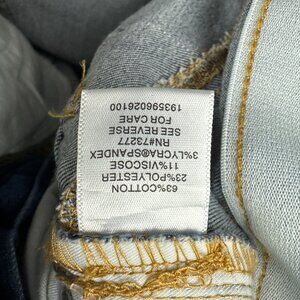 63% COTTON
23% POLYESTER
11% VISCOSE
3% LYCRA®SPANDEX
RN#73277
SEE REVERSE
FOR CARE
193596026100